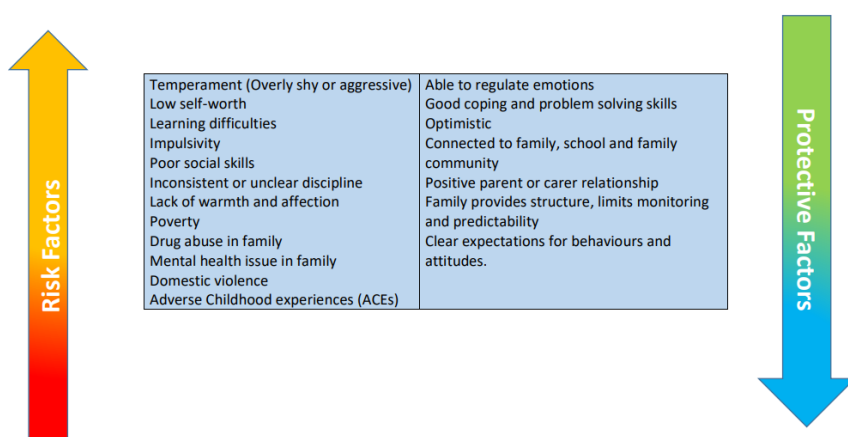 Risk Factors
Temperament (Overly shy or aggressive)
Low self-worth
Learning difficulties
Impulsivity
Poor social skills
Inconsistent or unclear discipline
Lack of warmth and affection
Poverty
Drug abuse in family
Mental health issue in family
Domestic violence
Adverse Childhood experiences (ACEs)
Able to regulate emotions
Good coping and problem solving skills
Optimistic
Connected to family, school and family
community
Positive parent or carer relationship
Family provides structure, limits monitoring
and predictability
Clear expectations for behaviours and
attitudes.
Protective Factors